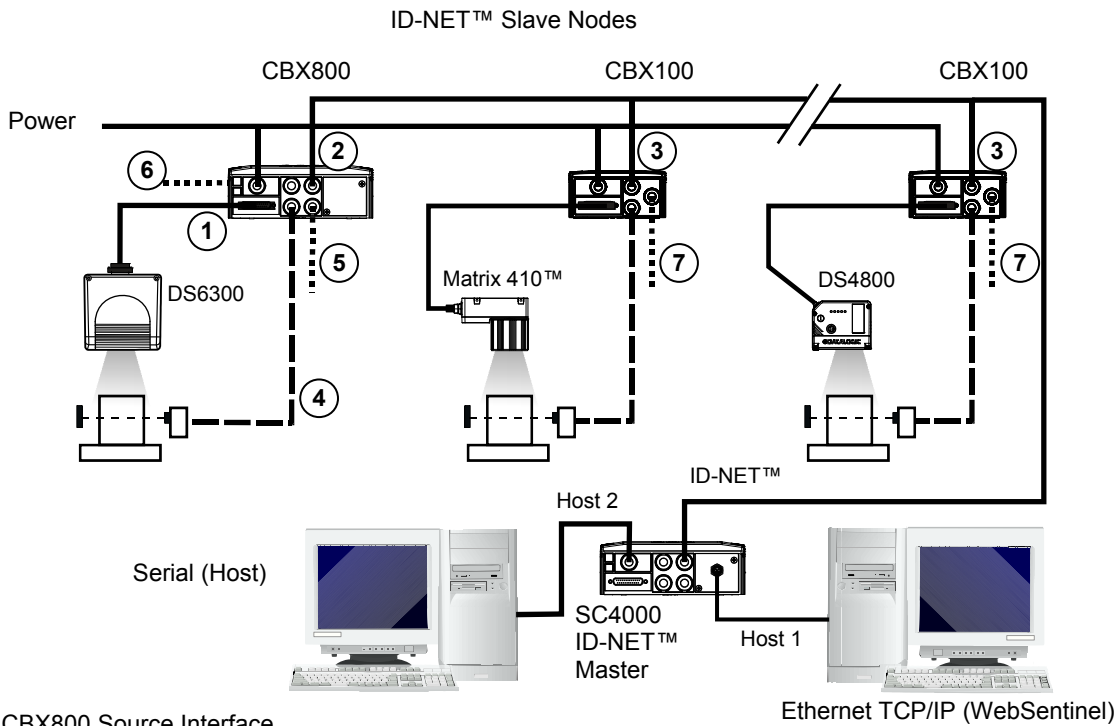 ID-NET™ Slave Nodes
CBX800
CBX100
CBX100
Power
2
3
3
6
1
5
7
7
DS6300
Matrix 410™
DS4800
DATALOGIC
4
ID-NET™
Host 2
Serial (Host)
SC4000
ID-NET™
Master
Host 1
Ethernet TCP/IP (WebSentinel)
CBX800 Source Interface